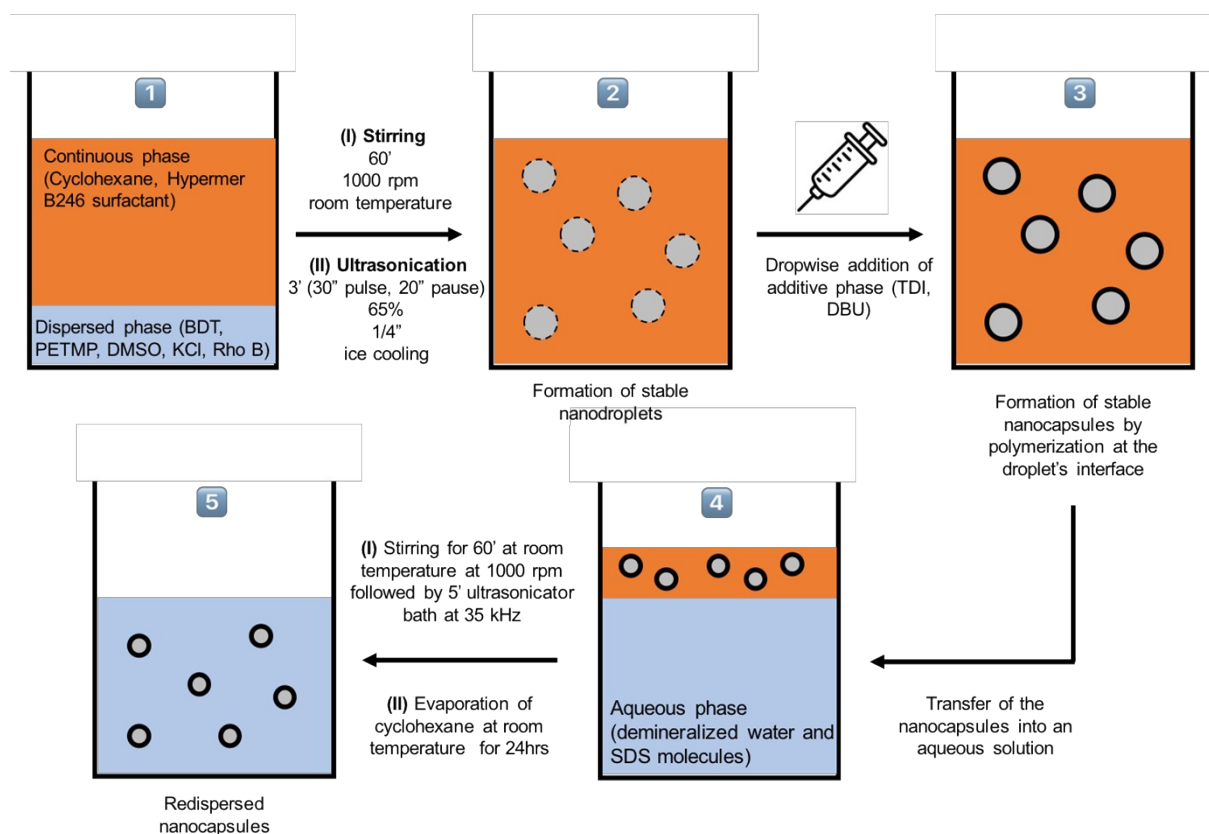 1
Continuous phase
(Cyclohexane, Hypermer
B246 surfactant)
Dispersed phase (BDT,
PETMP, DMSO, KCl, Rho B)
(I) Stirring
60’
1000 rpm
room temperature
(II) Ultrasonication
3’ (30” pulse, 20” pause)
65%
1/4”
ice cooling
2
Formation of stable
nanodroplets
Dropwise addition of
additive phase (TDI,
DBU)
3
Formation of stable
nanocapsules by
polymerization at the
droplet’s interface
Transfer of the
nanocapsules into an
aqueous solution
4
Aqueous phase
(demineralized water and
SDS molecules)
(I) Stirring for 60’ at room
temperature at 1000 rpm
followed by 5’ ultrasonicator
bath at 35 kHz
(II) Evaporation of
cyclohexane at room
temperature for 24hrs
5
Redispersed
nanocapsules